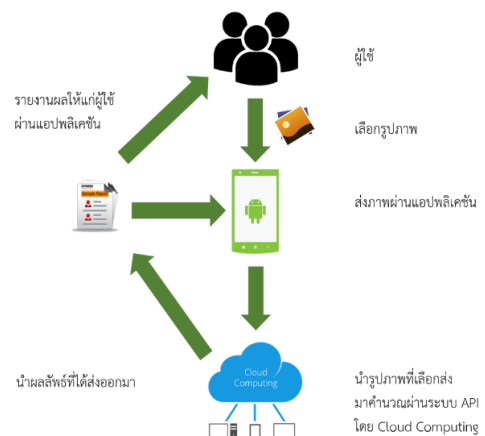 ผู้ใช้
รายงานผลให้แก่ผู้ใช้
ผ่านแอปพลิเคชัน
เลือกรูปภาพ
Sample Report
ส่งภาพผ่านแอปพลิเคชัน
Cloud
Computing
นำผลลัพธ์ที่ได้ส่งออกมา
นำรูปภาพที่เลือกส่ง
มาคำนวณผ่านระบบ API
โดย Cloud Computing